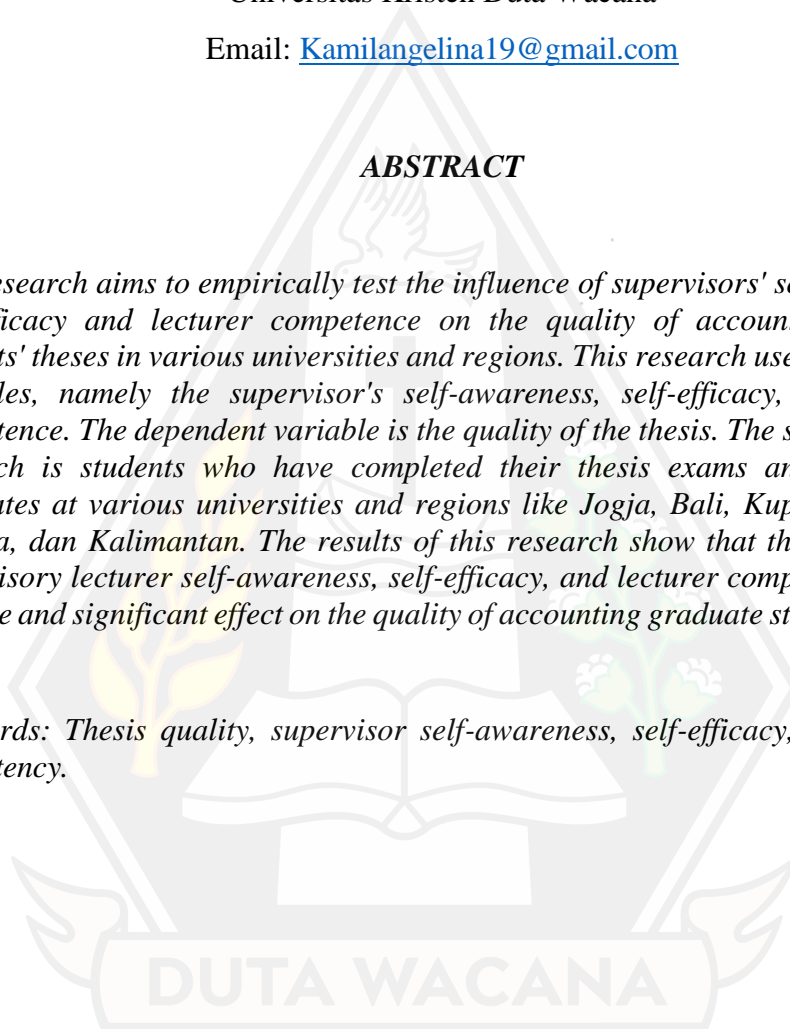 Universitas Kristen Duta Wacana
Email: Kamilangelina19@gmail.com
ABSTRACT
esearch aims to empirically test the influence of supervisors' se
ficacy and lecturer competence on the quality of accoun
ts' theses in various universities and regions. This research use
les, namely the supervisor's self-awareness, self-efficacy,
tence. The dependent variable is the quality of the thesis. The s
ch is students who have completed their thesis exams an
ates at various universities and regions like Jogja, Bali, Kup
a, dan Kalimantan. The results of this research show that th
isory lecturer self-awareness, self-efficacy, and lecturer comp
e and significant effect on the quality of accounting graduate st
rds: Thesis quality, supervisor self-awareness, self-efficacy,
tency.
DUTA WACANA